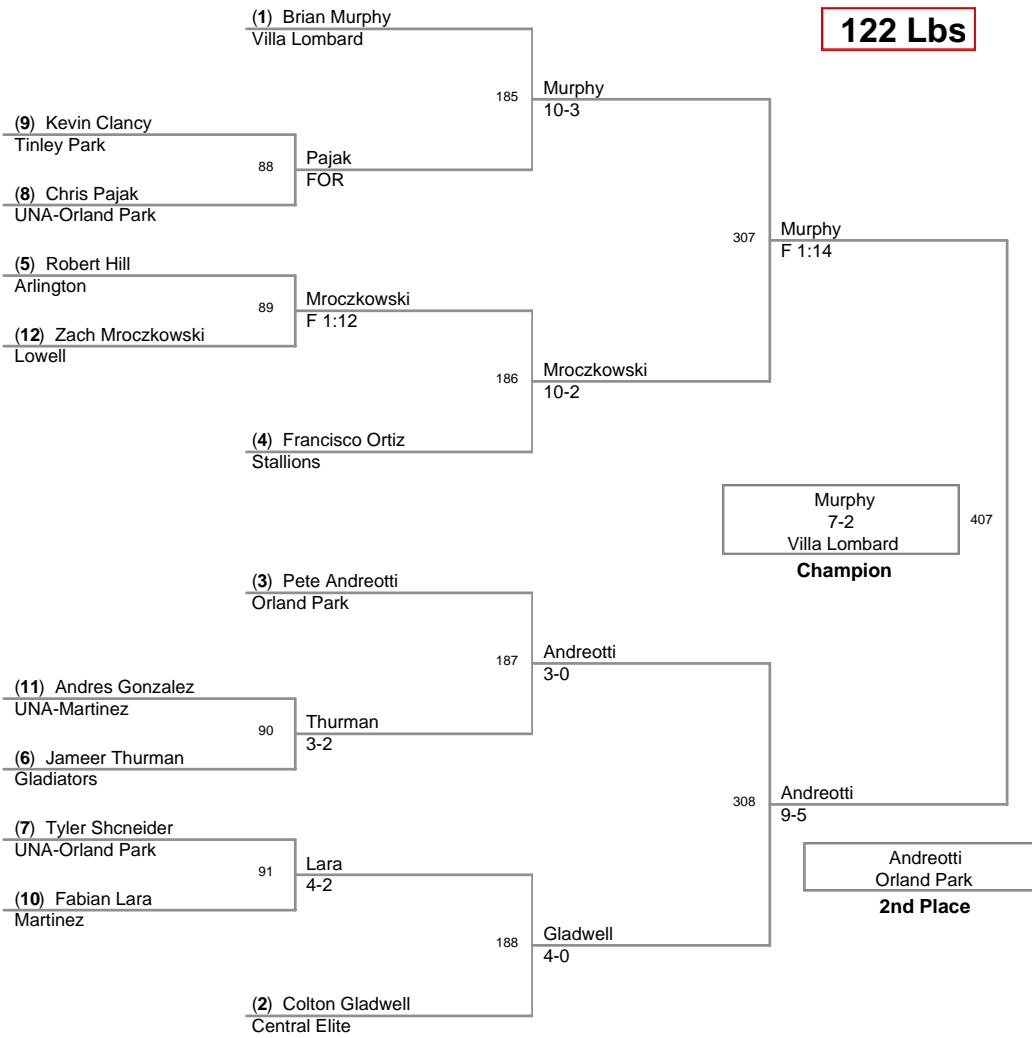 (1) Brian Murphy
Villa Lombard
122 Lbs
185
Murphy
10-3
(9) Kevin Clancy
Tinley Park
88
Pajak
FOR
(8) Chris Pajak
UNA-Orland Park
307
Murphy
F 1:14
(5) Robert Hill
Arlington
89
Mroczkowski
F 1:12
(12) Zach Mroczkowski
Lowell
186
Mroczkowski
10-2
(4) Francisco Ortiz
Stallions
Murphy
7-2
Villa Lombard
407
Champion
(3) Pete Andreotti
Orland Park
187
Andreotti
3-0
(11) Andres Gonzalez
UNA-Martinez
90
Thurman
3-2
(6) Jameer Thurman
Gladiators
308
Andreotti
9-5
(7) Tyler Shcneider
UNA-Orland Park
91
Lara
4-2
(10) Fabian Lara
Martinez
Andreotti
Orland Park
2nd Place
188
Gladwell
4-0
(2) Colton Gladwell
Central Elite